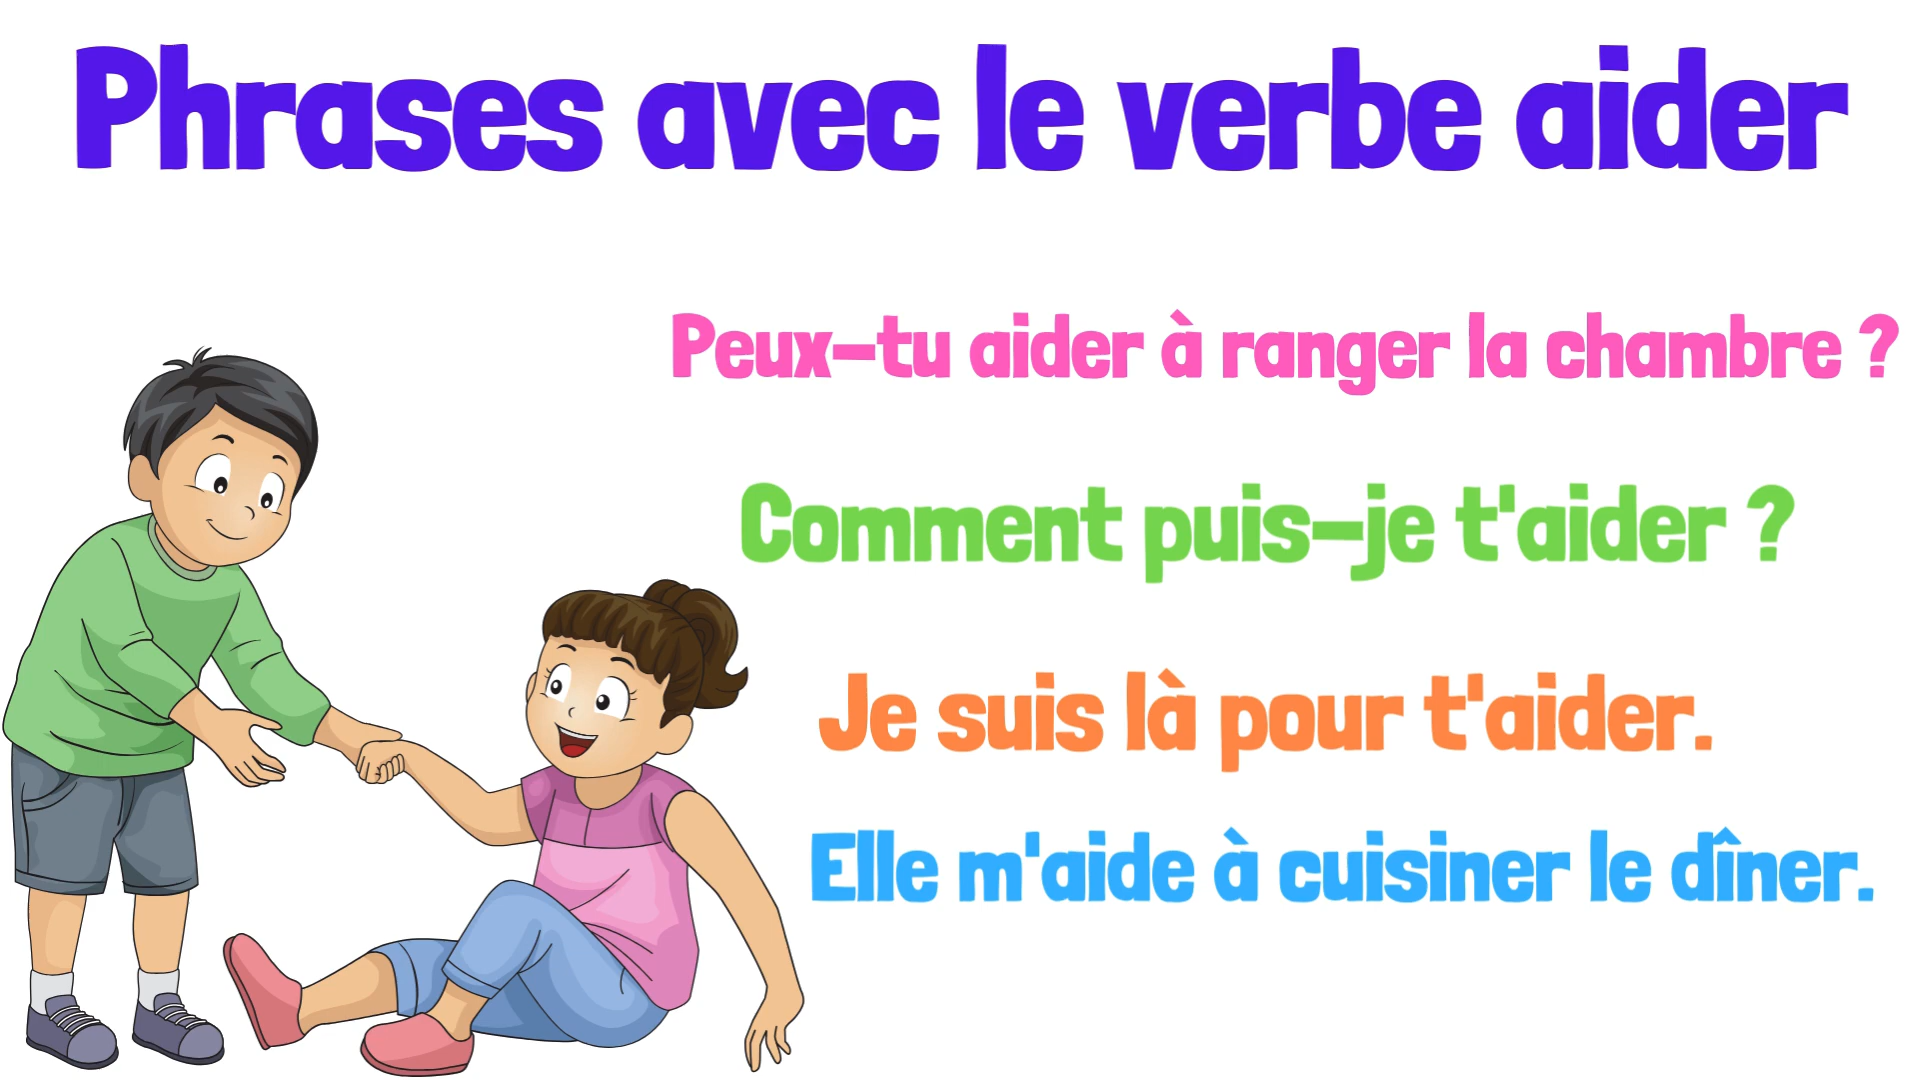 Phrases avec le verbe aider
Peux-tu aider à ranger la chambre ?
Comment puis-je t'aider ?
Je suis là pour t'aider.
Elle m'aide à cuisiner le dîner.